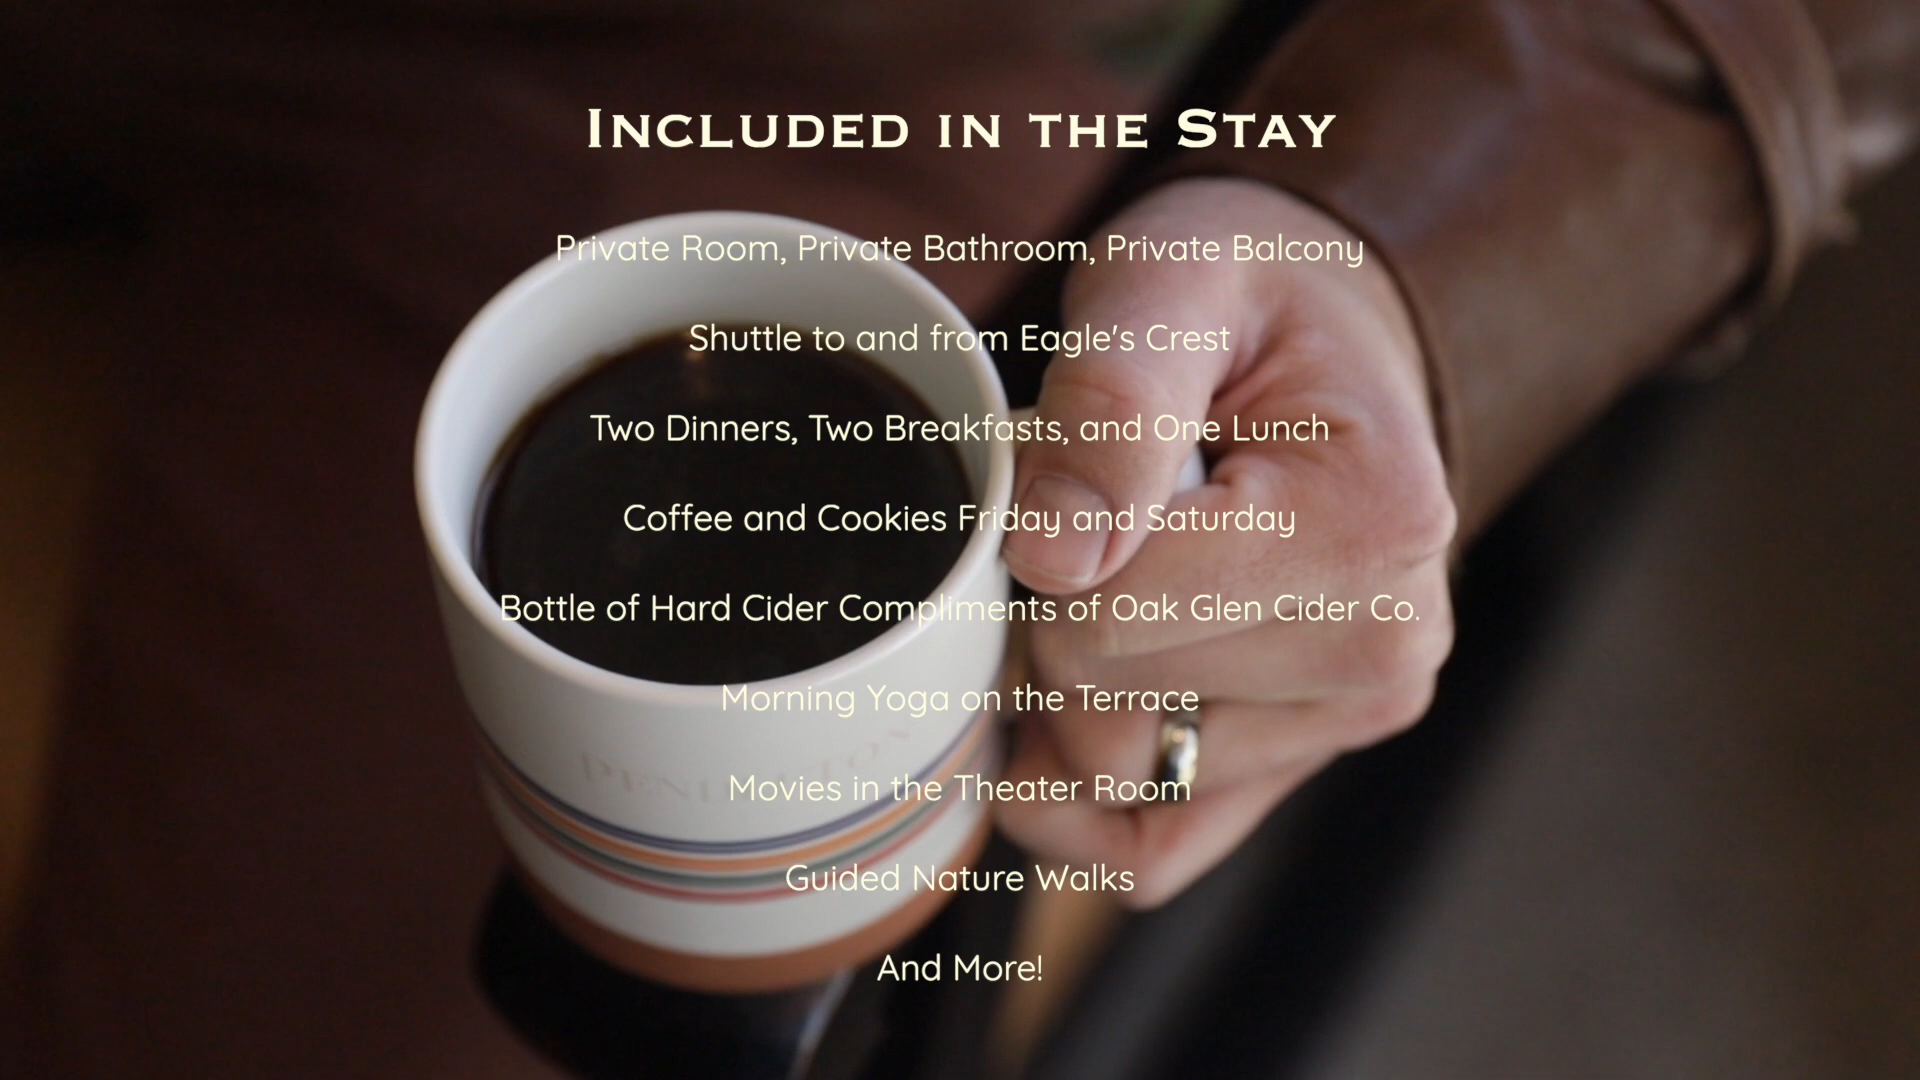 Included in the Stay
Private Room, Private Bathroom, Private Balcony
Shuttle to and from Eagle's Crest
Two Dinners, Two Breakfasts, and One Lunch
Coffee and Cookies Friday and Saturday
Bottle of Hard Cider Compliments of Oak Glen Cider Co.
Morning Yoga on the Terrace
PENDLETON
Movies in the Theater Room
Guided Nature Walks
And More!